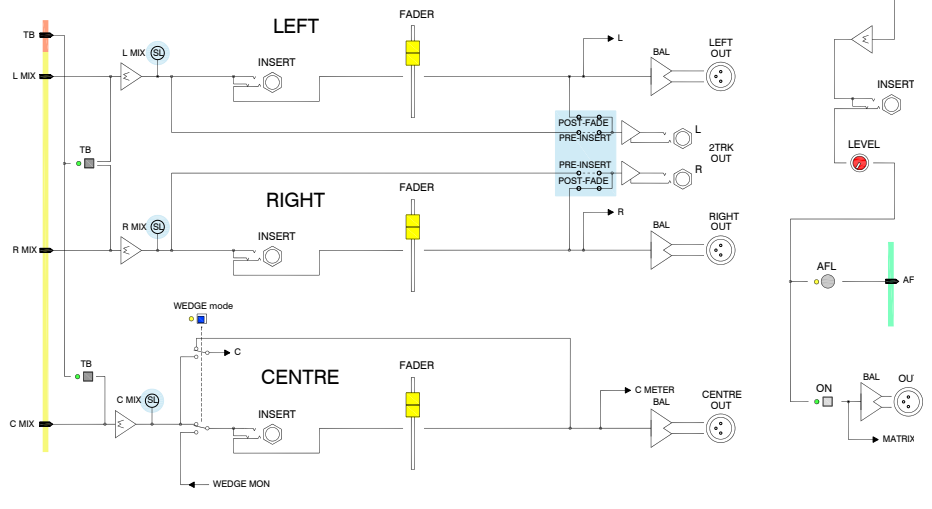 FADER
LEFT
TB
L MIX
SL
INSERT
L
BAL
LEFT
OUT
L MIX
INSERT
POST-FADE
PRE-INSERT
L
2TRK
OUT
TB
LEVEL
PRE-INSERT
POST-FADE
R
FADER
RIGHT
R MIX
SL
INSERT
R
BAL
RIGHT
OUT
R MIX
AFL
AF
WEDGE mode
C
TB
CENTRE
FADER
C MIX
SL
INSERT
C METER
BAL
CENTRE
OUT
ON
BAL
OU
C MIX
MATRIX
WEDGE MON